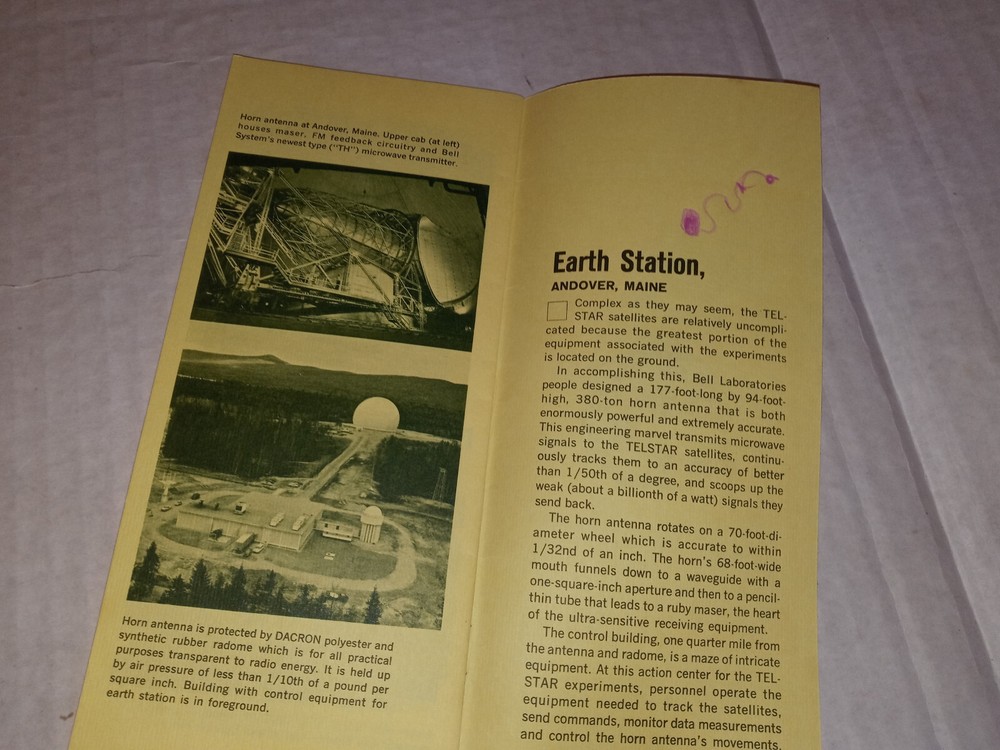 Horn antenna at Andover, Maine. Upper cab (at left)
houses maser, FM feedback circuitry and Bell
System's newest type ("TH") microwave transmitter.
Horn antenna is protected by DACRON polyester and
synthetic rubber radome which is for all practical
purposes transparent to radio energy. It is held up
by air pressure of less than 1/10th of a pound per
square inch. Building with control equipment for
earth station is in foreground.
Earth Station,
ANDOVER, MAINE
Complex as they may seem, the TEL-
STAR satellites are relatively uncompli-
cated because the greatest portion of the
equipment associated with the experiments
is located on the ground.
In accomplishing this, Bell Laboratories
people designed a 177-foot-long by 94-foot-
high, 380-ton horn antenna that is both
enormously powerful and extremely accurate.
This engineering marvel transmits microwave
signals to the TELSTAR satellites, continu-
ously tracks them to an accuracy of better
than 1/50th of a degree, and scoops up the
weak (about a billionth of a watt) signals they
send back.
The horn antenna rotates on a 70-foot-di-
ameter wheel which is accurate to within
1/32nd of an inch. The horn's 68-foot-wide
mouth funnels down to a waveguide with a
one-square-inch aperture and then to a pencil-
thin tube that leads to a ruby maser, the heart
of the ultra-sensitive receiving equipment.
The control building, one quarter mile from
the antenna and radome, is a maze of intricate
equipment. At this action center for the TEL-
STAR experiments, personnel operate the
equipment needed to track the satellites,
send commands, monitor data measurements
and control the horn antenna's movements.